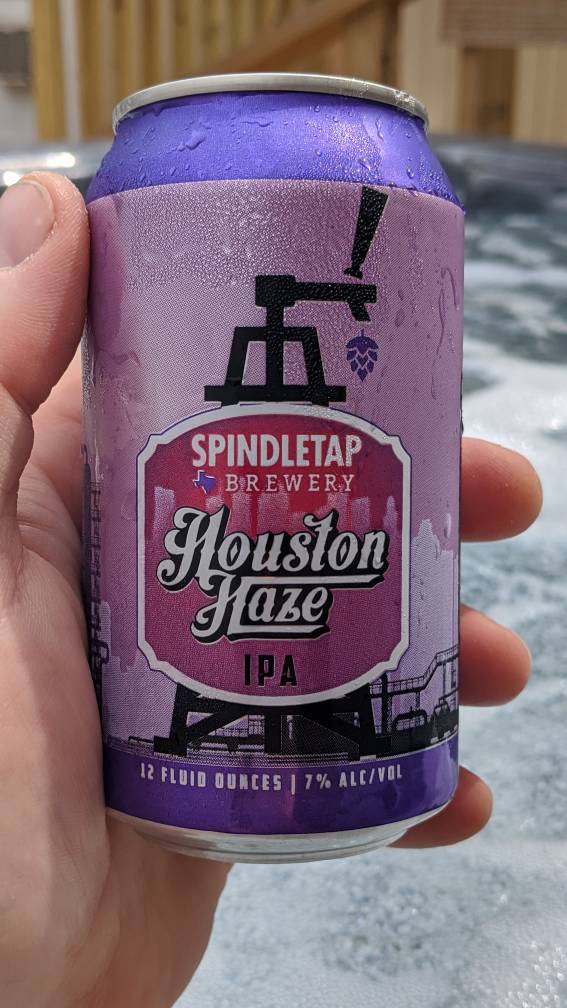 SPINDLETAP
BREWERY
Houston
Haze
IPA
12 FLUID OUNCES | 7% ALC/VOL